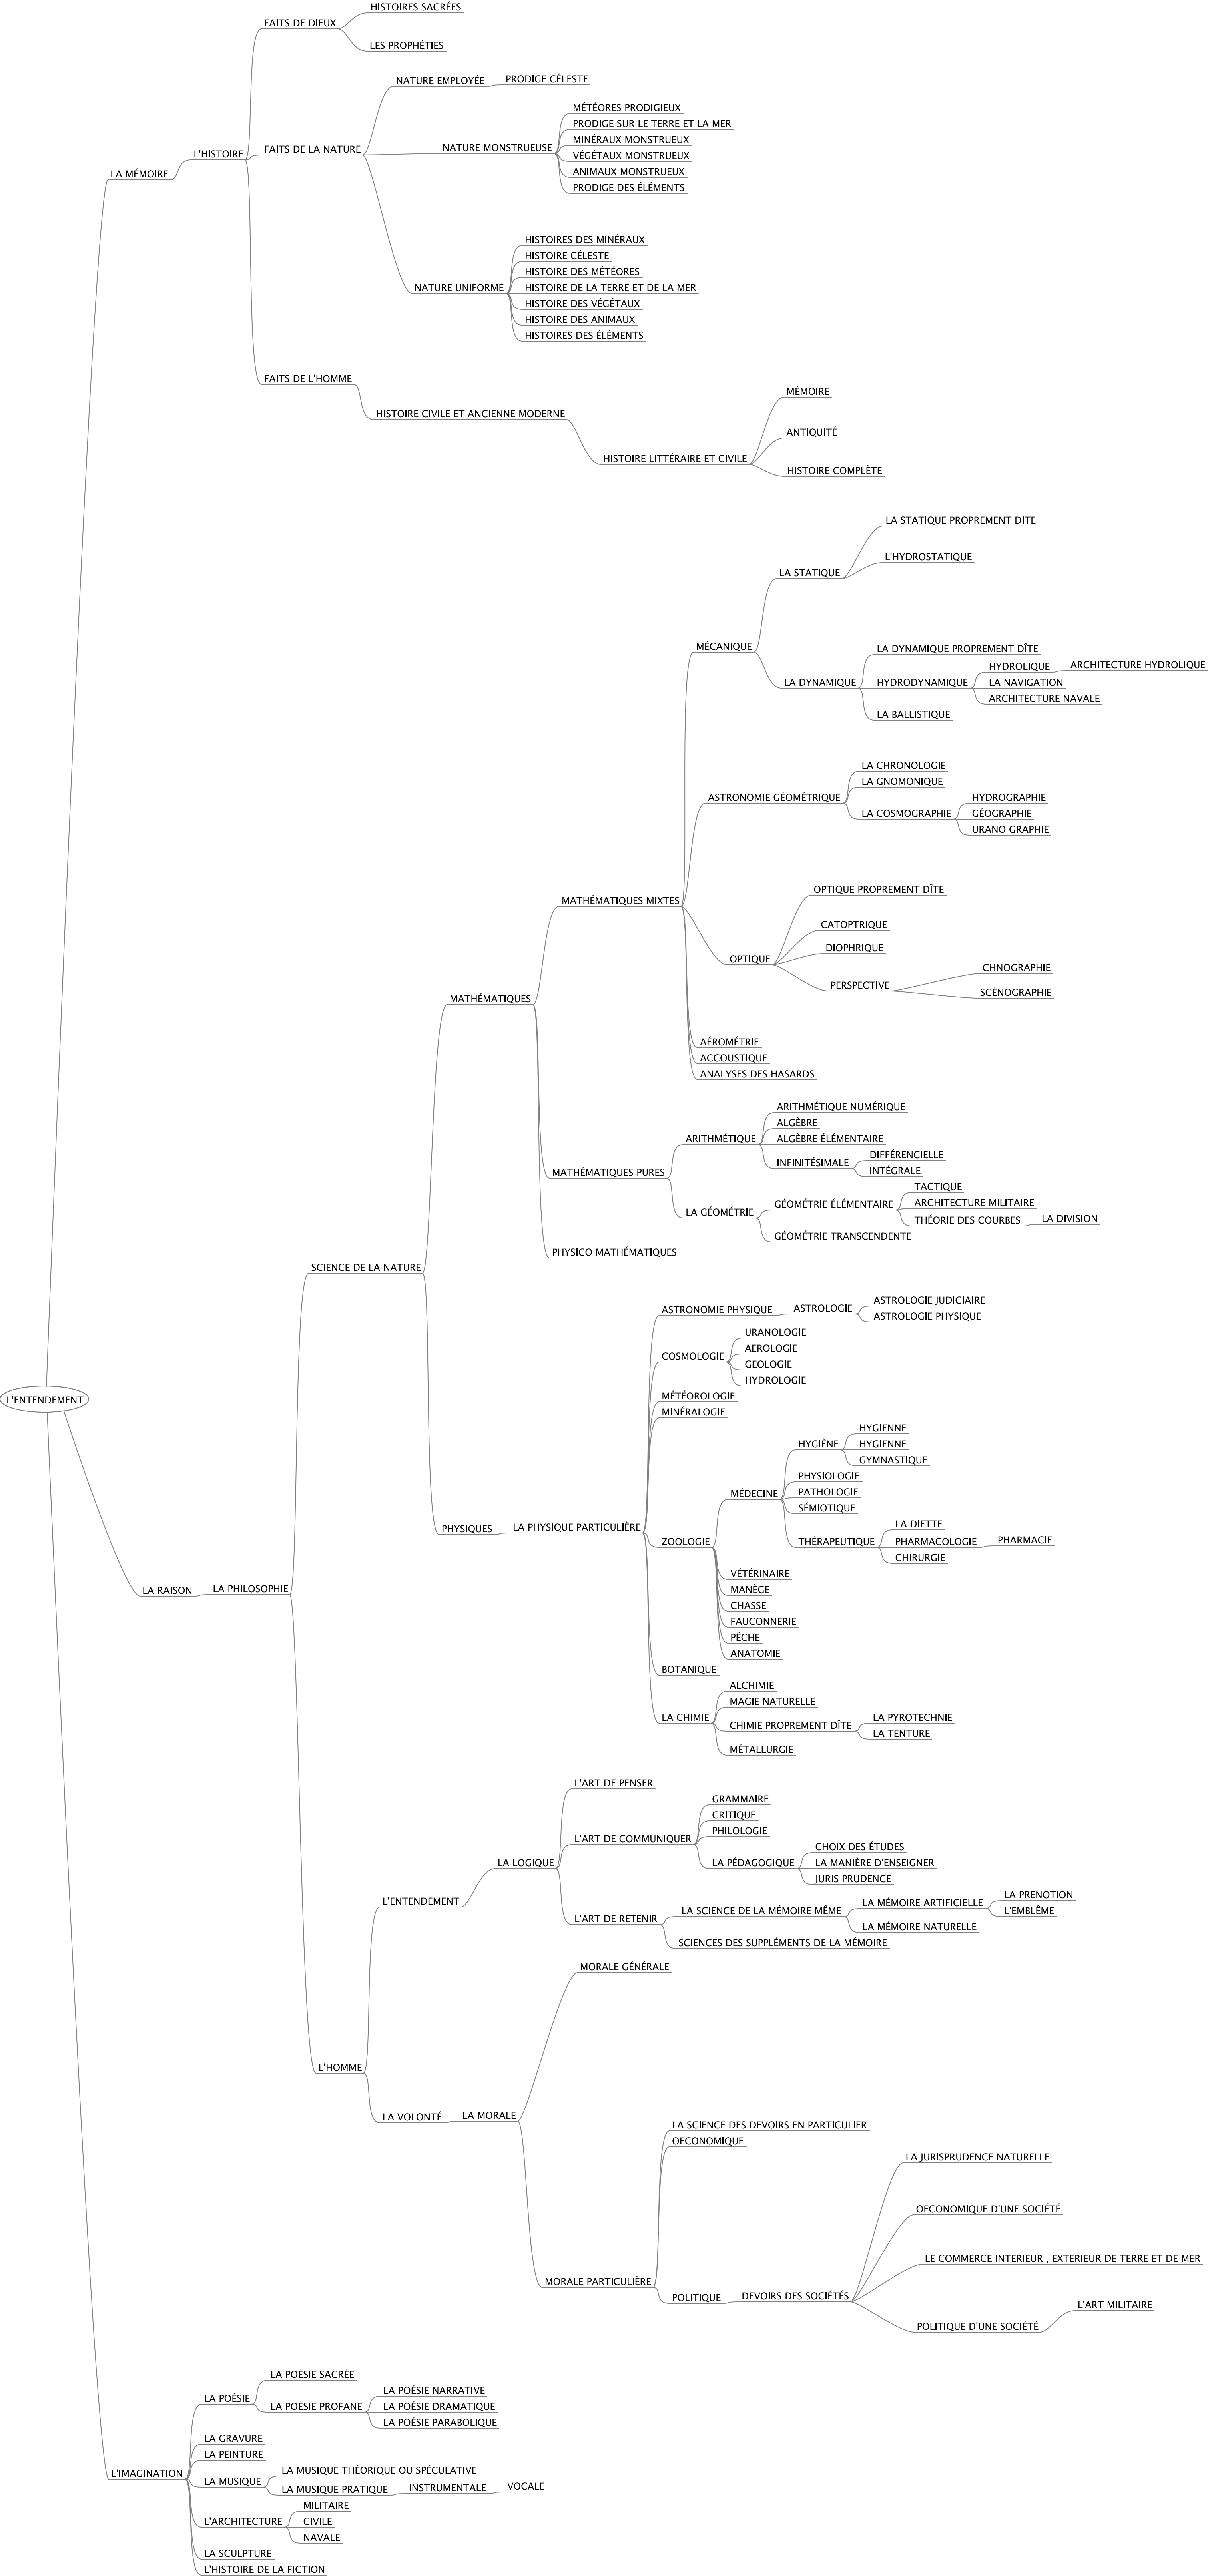 L'ENTENDEMENT
LA MÉMOIRE
L'HISTOIRE
FAITS DE DIEUX
HISTOIRES SACRÉES
LES PROPHÉTIES
FAITS DE LA NATURE
NATURE EMPLOYÉE
PRODIGE CÉLESTE
NATURE MONSTRUEUSE
MÉTÉORES PRODIGIEUX
PRODIGE SUR LE TERRE ET LA MER
MINÉRAUX MONSTRUEUX
VÉGÉTAUX MONSTRUEUX
ANIMAUX MONSTRUEUX
PRODIGE DES ÉLÉMENTS
NATURE UNIFORME
HISTOIRES DES MINÉRAUX
HISTOIRE CÉLESTE
HISTOIRE DES MÉTÉORES
HISTOIRE DE LA TERRE ET DE LA MER
HISTOIRE DES VÉGÉTAUX
HISTOIRE DES ANIMAUX
HISTOIRES DES ÉLÉMENTS
FAITS DE L'HOMME
HISTOIRE CIVILE ET ANCIENNE MODERNE
HISTOIRE LITTÉRAIRE ET CIVILE
MÉMOIRE
ANTIQUITÉ
HISTOIRE COMPLÈTE
LA RAISON
LA PHILOSOPHIE
SCIENCE DE LA NATURE
MATHÉMATIQUES
MATHÉMATIQUES MIXTES
MÉCANIQUE
LA STATIQUE
LA STATIQUE PROPREMENT DITE
L'HYDROSTATIQUE
LA DYNAMIQUE
LA DYNAMIQUE PROPREMENT DÎTE
HYDRODYNAMIQUE
HYDROLIQUE
ARCHITECTURE HYDROLIQUE
LA NAVIGATION
ARCHITECTURE NAVALE
LA BALLISTIQUE
ASTRONOMIE GÉOMÉTRIQUE
LA CHRONOLOGIE
LA GNOMONIQUE
LA COSMOGRAPHIE
HYDROGRAPHIE
GÉOGRAPHIE
URANO GRAPHIE
OPTIQUE
OPTIQUE PROPREMENT DÎTE
CATOPTRIQUE
DIOPHRIQUE
PERSPECTIVE
CHNOGRAPHIE
SCÉNOGRAPHIE
AÉROMÉTRIE
ACCOUSTIQUE
ANALYSES DES HASARDS
MATHÉMATIQUES PURES
ARITHMÉTIQUE
ARITHMÉTIQUE NUMÉRIQUE
ALGÈBRE
ALGÈBRE ÉLÉMENTAIRE
INFINITÉSIMALE
DIFFÉRENCIELLE
INTÉGRALE
LA GÉOMÉTRIE
GÉOMÉTRIE ÉLÉMENTAIRE
TACTIQUE
ARCHITECTURE MILITAIRE
THÉORIE DES COURBES
LA DIVISION
GÉOMÉTRIE TRANSCENDENTE
PHYSICO MATHÉMATIQUES
PHYSIQUES
LA PHYSIQUE PARTICULIÈRE
ASTRONOMIE PHYSIQUE
ASTROLOGIE
ASTROLOGIE JUDICIAIRE
ASTROLOGIE PHYSIQUE
COSMOLOGIE
URANOLOGIE
AEROLOGIE
GEOLOGIE
HYDROLOGIE
MÉTÉOROLOGIE
MINÉRALOGIE
ZOOLOGIE
MÉDECINE
HYGIÈNE
HYGIENNE
HYGIENNE
GYMNASTIQUE
PHYSIOLOGIE
PATHOLOGIE
SÉMIOTIQUE
THÉRAPEUTIQUE
LA DIETTE
PHARMACOLOGIE
PHARMACIE
CHIRURGIE
VÉTÉRINAIRE
MANÈGE
CHASSE
FAUCONNERIE
PÊCHE
ANATOMIE
BOTANIQUE
LA CHIMIE
ALCHIMIE
MAGIE NATURELLE
CHIMIE PROPREMENT DÎTE
LA PYROTECHNIE
LA TENTURE
MÉTALLURGIE
L'HOMME
L'ENTENDEMENT
LA LOGIQUE
L'ART DE PENSER
L'ART DE COMMUNIQUER
GRAMMAIRE
CRITIQUE
PHILOLOGIE
LA PÉDAGOGIQUE
CHOIX DES ÉTUDES
LA MANIÈRE D'ENSEIGNER
JURIS PRUDENCE
L'ART DE RETENIR
LA SCIENCE DE LA MÉMOIRE MÊME
LA MÉMOIRE ARTIFICIELLE
LA PRENOTION
L'EMBLÊME
LA MÉMOIRE NATURELLE
SCIENCES DES SUPPLÉMENTS DE LA MÉMOIRE
LA VOLONTÉ
LA MORALE
MORALE GÉNÉRALE
MORALE PARTICULIÈRE
LA SCIENCE DES DEVOIRS EN PARTICULIER
OECONOMIQUE
POLITIQUE
DEVOIRS DES SOCIÉTÉS
LA JURISPRUDENCE NATURELLE
OECONOMIQUE D'UNE SOCIÉTÉ
LE COMMERCE INTERIEUR , EXTERIEUR DE TERRE ET DE MER
POLITIQUE D'UNE SOCIÉTÉ
L'ART MILITAIRE
L'IMAGINATION
LA POÉSIE
LA POÉSIE SACRÉE
LA POÉSIE PROFANE
LA POÉSIE NARRATIVE
LA POÉSIE DRAMATIQUE
LA POÉSIE PARABOLIQUE
LA GRAVURE
LA PEINTURE
LA MUSIQUE
LA MUSIQUE THÉORIQUE OU SPÉCULATIVE
LA MUSIQUE PRATIQUE
INSTRUMENTALE
VOCALE
L'ARCHITECTURE
MILITAIRE
CIVILE
NAVALE
LA SCULPTURE
L'HISTOIRE DE LA FICTION